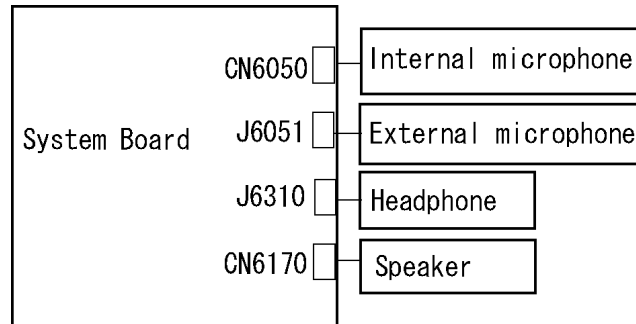 CN6050
Internal microphone
J6051
External microphone
System Board
J6310
Headphone
CN6170
Speaker